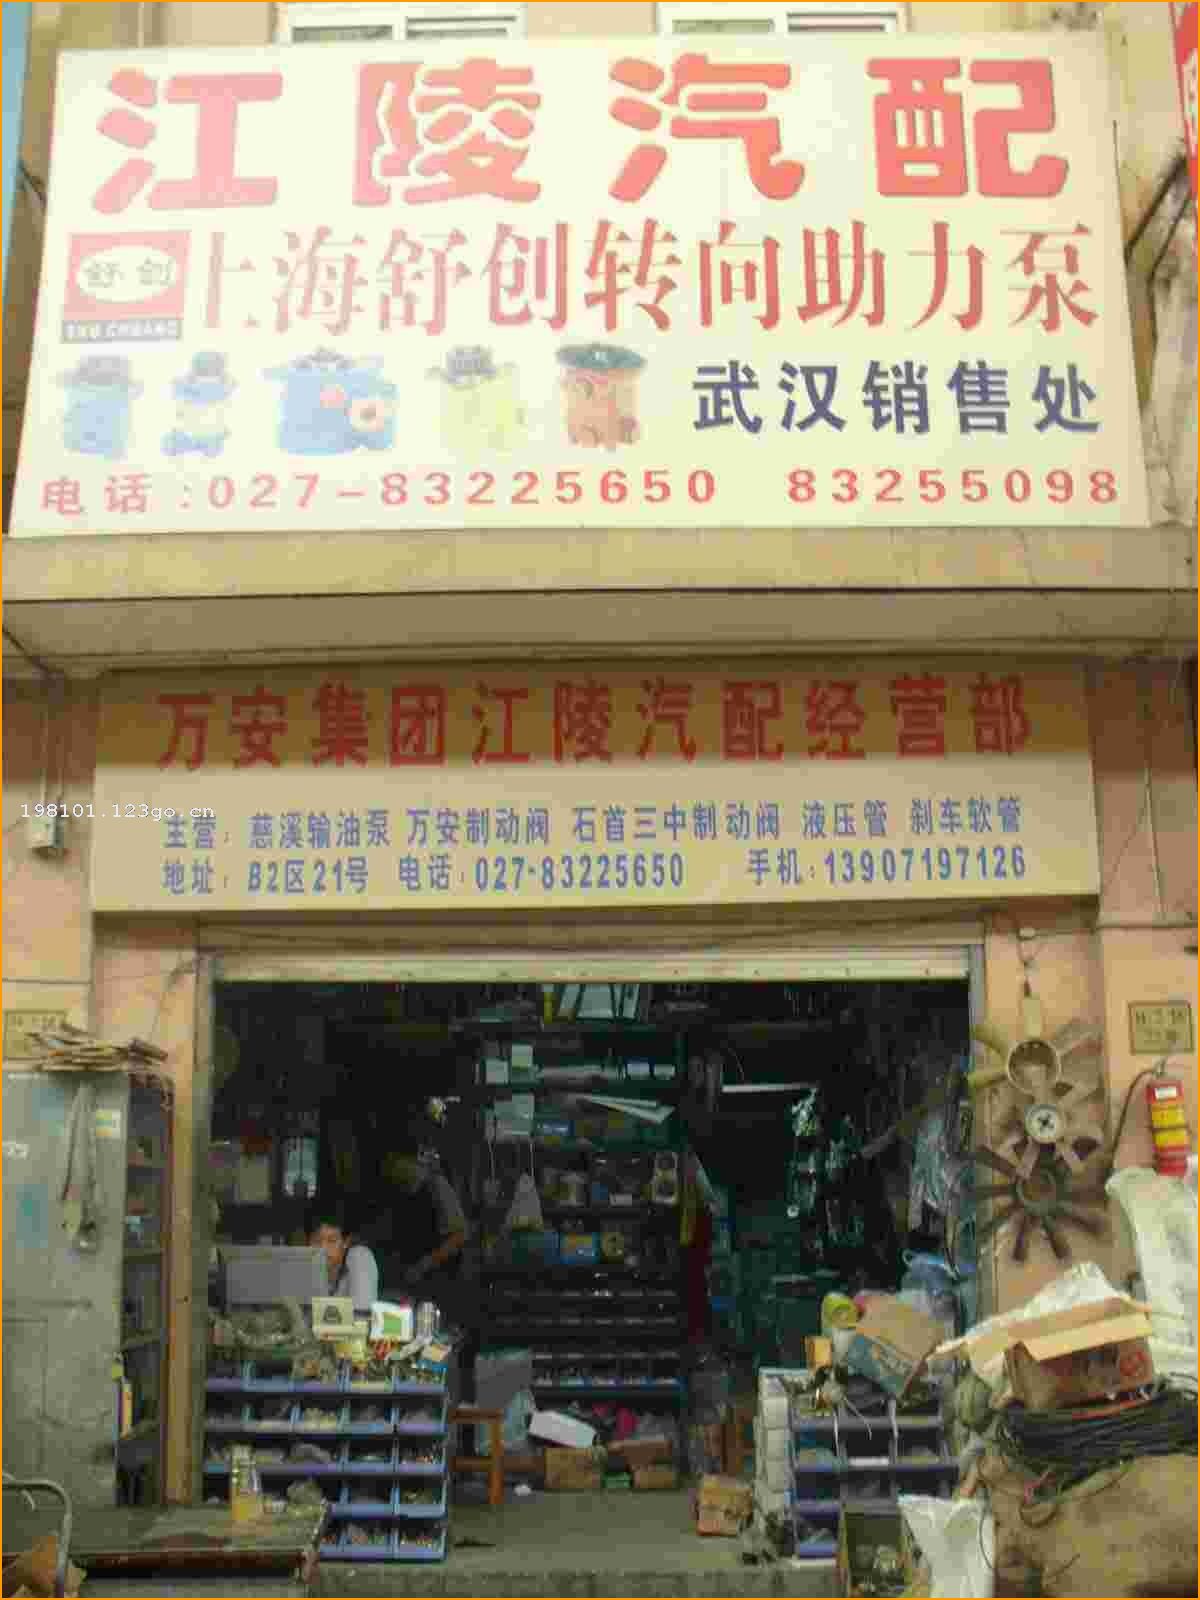 江陵汽配
舒创
SHU CHUANG
上海舒创转向助力泵
武汉销售处
电话:027-83225650 83255098
万安集团江陵汽配经营部
198101.123go.cn
主营: 慈溪输油泵 万安制动阀 石首三中制动阀 液压管 刹车软管
地址: B2区21号 电话:027-83225650 手机:13907197126